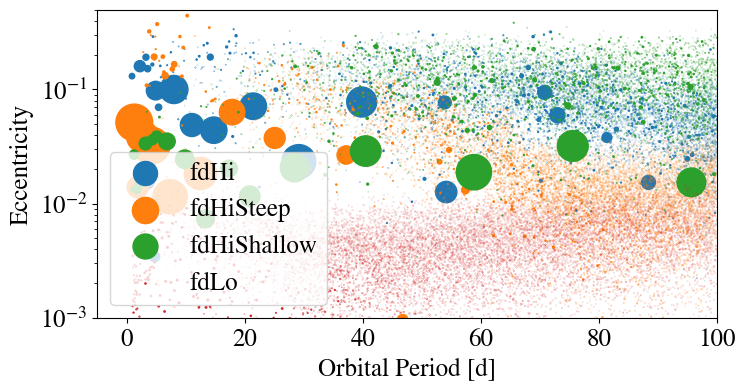 10⁻¹
10⁻²
10⁻³
Eccentricity
fdHi
fdHiSteep
fdHiShallow
fdLo
0 20 40 60 80 100
Orbital Period [d]